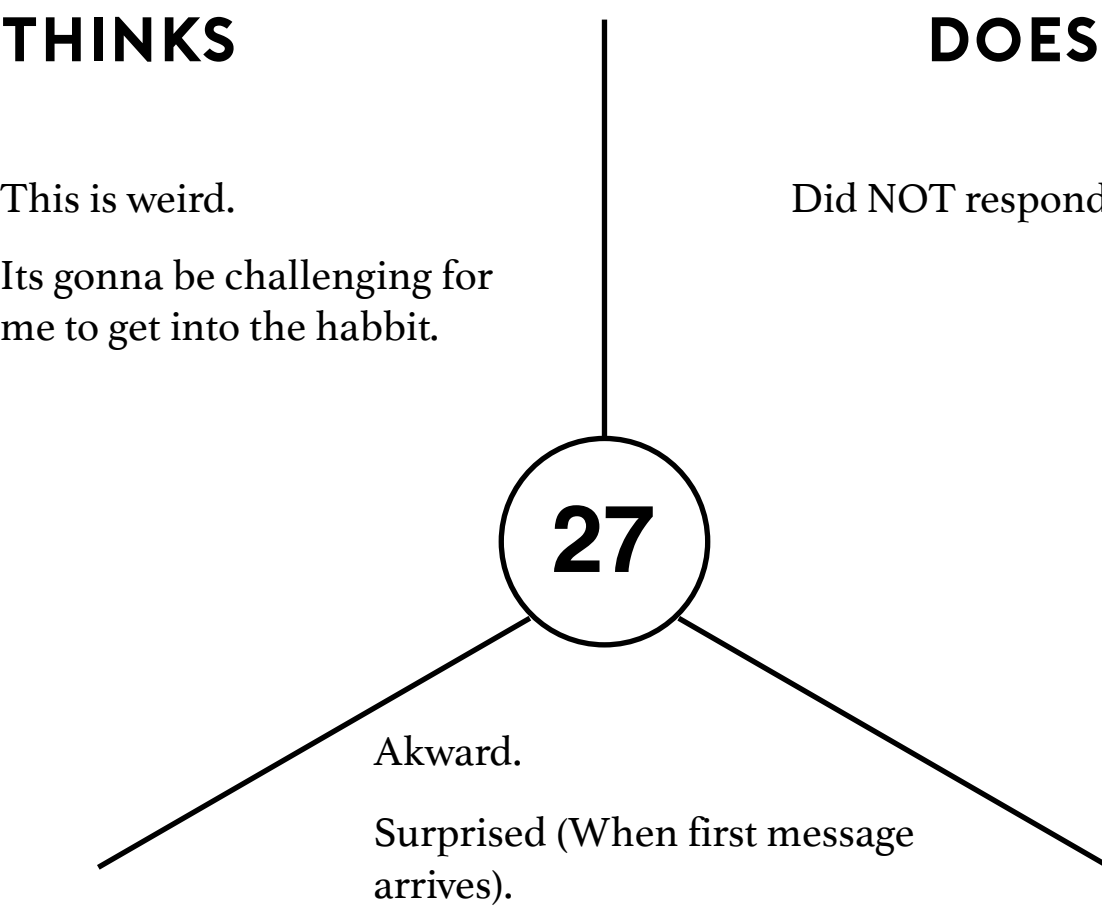 THINKS
DOES
This is weird.
Did NOT respond
Its gonna be challenging for
me to get into the habbit.
27
Akward.
Surprised (When first message
arrives).